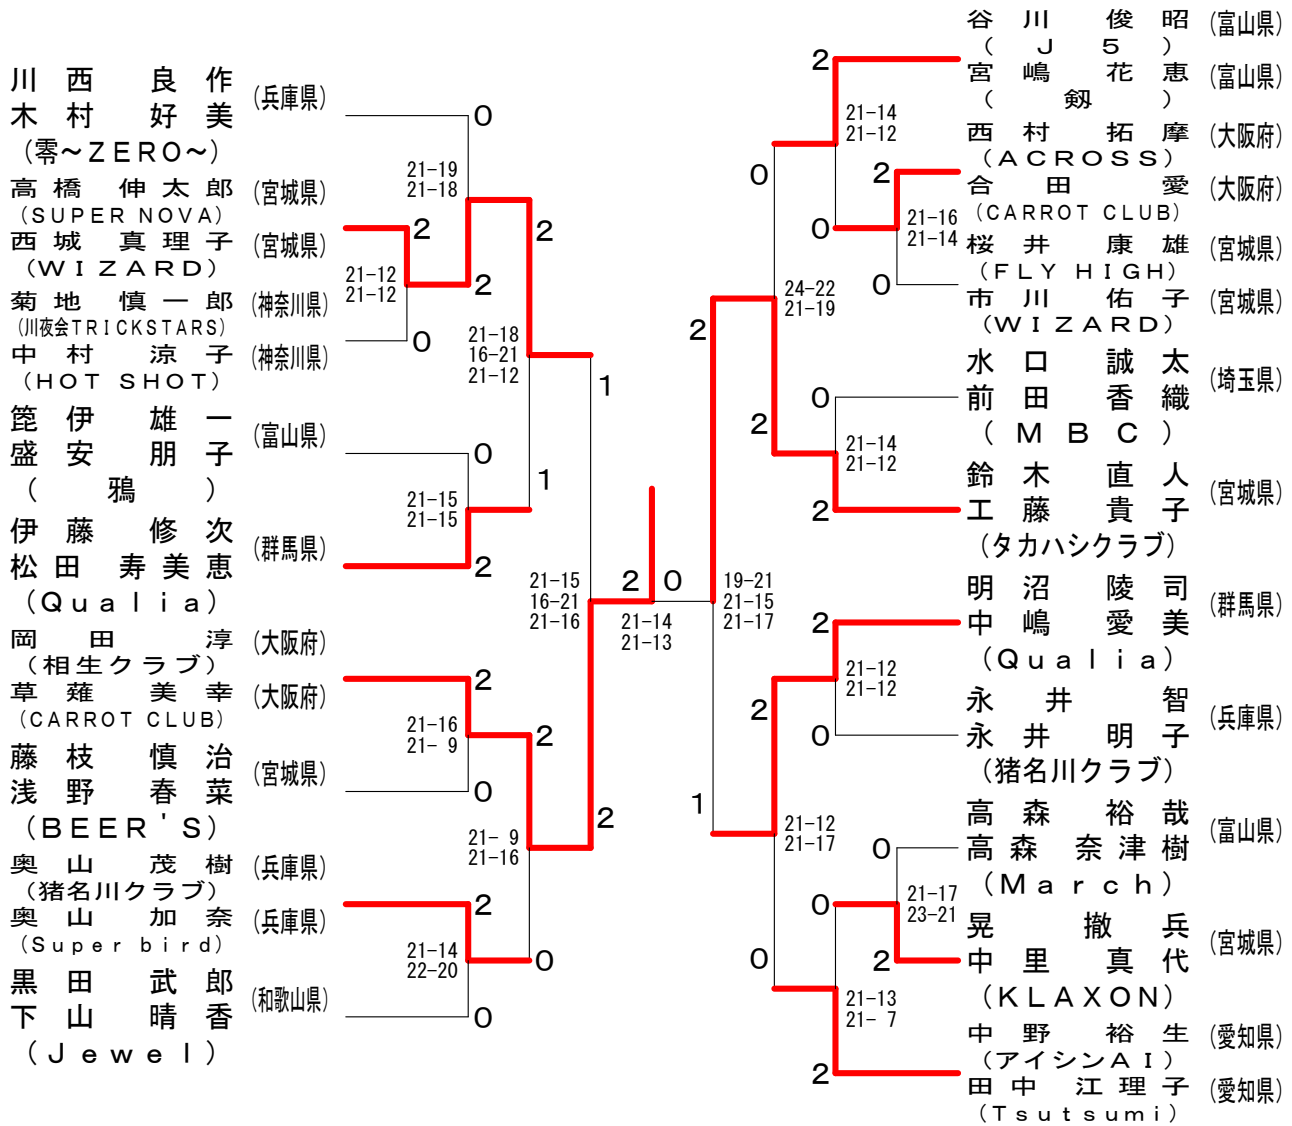 川西 良作
木村 好美
(零～ZERO～)
(兵庫県)
高橋 伸太郎
(SUPER NOVA)
(宮城県)
西城 真理子
(WIZARD)
(宮城県)
菊地 慎一郎
(川夜会TRICKSTARS)
(神奈川県)
中村 涼子
(HOT SHOT)
(神奈川県)
箆伊 雄一
盛安 朋子
(鴉)
(富山県)
伊藤 修次
松田 寿美恵
(Qualia)
(群馬県)
岡田 淳
(相生クラブ)
(大阪府)
草薙 美幸
(CARROT CLUB)
(大阪府)
藤枝 慎治
浅野 春菜
(BEER'S)
(宮城県)
奥山 茂樹
(猪名川クラブ)
(兵庫県)
奥山 加奈
(Super bird)
(兵庫県)
黒田 武郎
下山 晴香
(Jewel)
(和歌山県)
0
21-19
21-18
2
21-12
21-12
2
0
2
21-18
16-21
21-12
1
0
21-15
21-15
2
1
21-15
16-21
21-16
2
21-16
21- 9
0
2
21- 9
21-16
2
2
21-14
22-20
0
0
2
0
21-14
21-13
2
19-21
21-15
21-17
1
0
24-22
21-19
2
2
21-14
21-12
0
2
21-16
21-14
0
0
21-14
21-12
2
2
21-12
21-12
0
2
21-12
21-17
0
0
21-17
23-21
2
0
21-13
21- 7
2
谷川 俊昭
(J5)
(富山県)
宮嶋 花恵
(剱)
(富山県)
西村 拓摩
(ACROSS)
(大阪府)
合田 愛
(CARROT CLUB)
(大阪府)
桜井 康雄
(FLY HIGH)
(宮城県)
市川 佑子
(WIZARD)
(宮城県)
水口 誠太
前田 香織
(MBC)
(埼玉県)
鈴木 直人
工藤 貴子
(タカハシクラブ)
(宮城県)
明沼 陵司
中嶋 愛美
(Qualia)
(群馬県)
永井 智
永井 明子
(猪名川クラブ)
(兵庫県)
高森 裕哉
高森 奈津樹
(March)
(富山県)
晃 撤兵
中里 真代
(KLAXON)
(宮城県)
中野 裕生
(アイシンAI)
(愛知県)
田中 江理子
(Tsutsumi)
(愛知県)